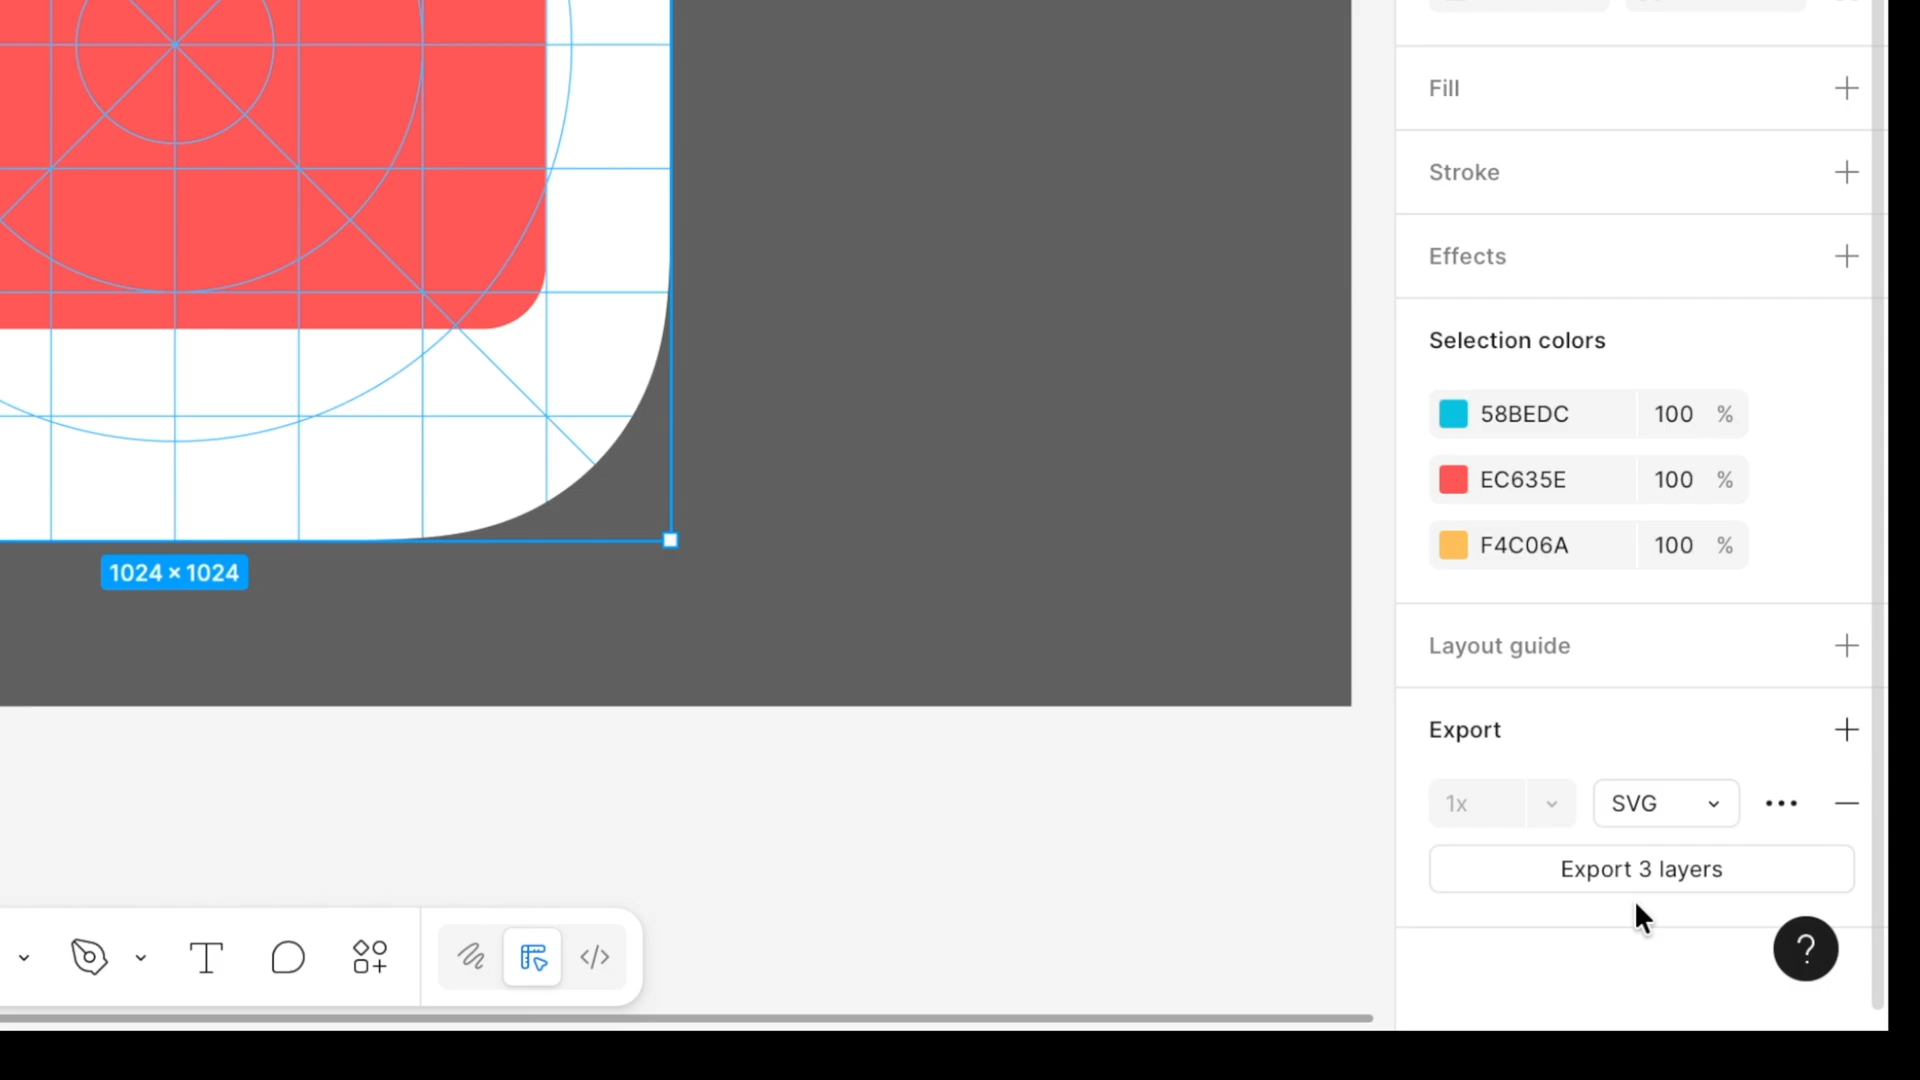 Fill
Stroke
Effects
Selection colors
58BEDC 100 %
EC635E 100 %
F4C06A 100 %
Layout guide
Export
1x SVG
Export 3 layers
1024 × 1024
T
</>
?